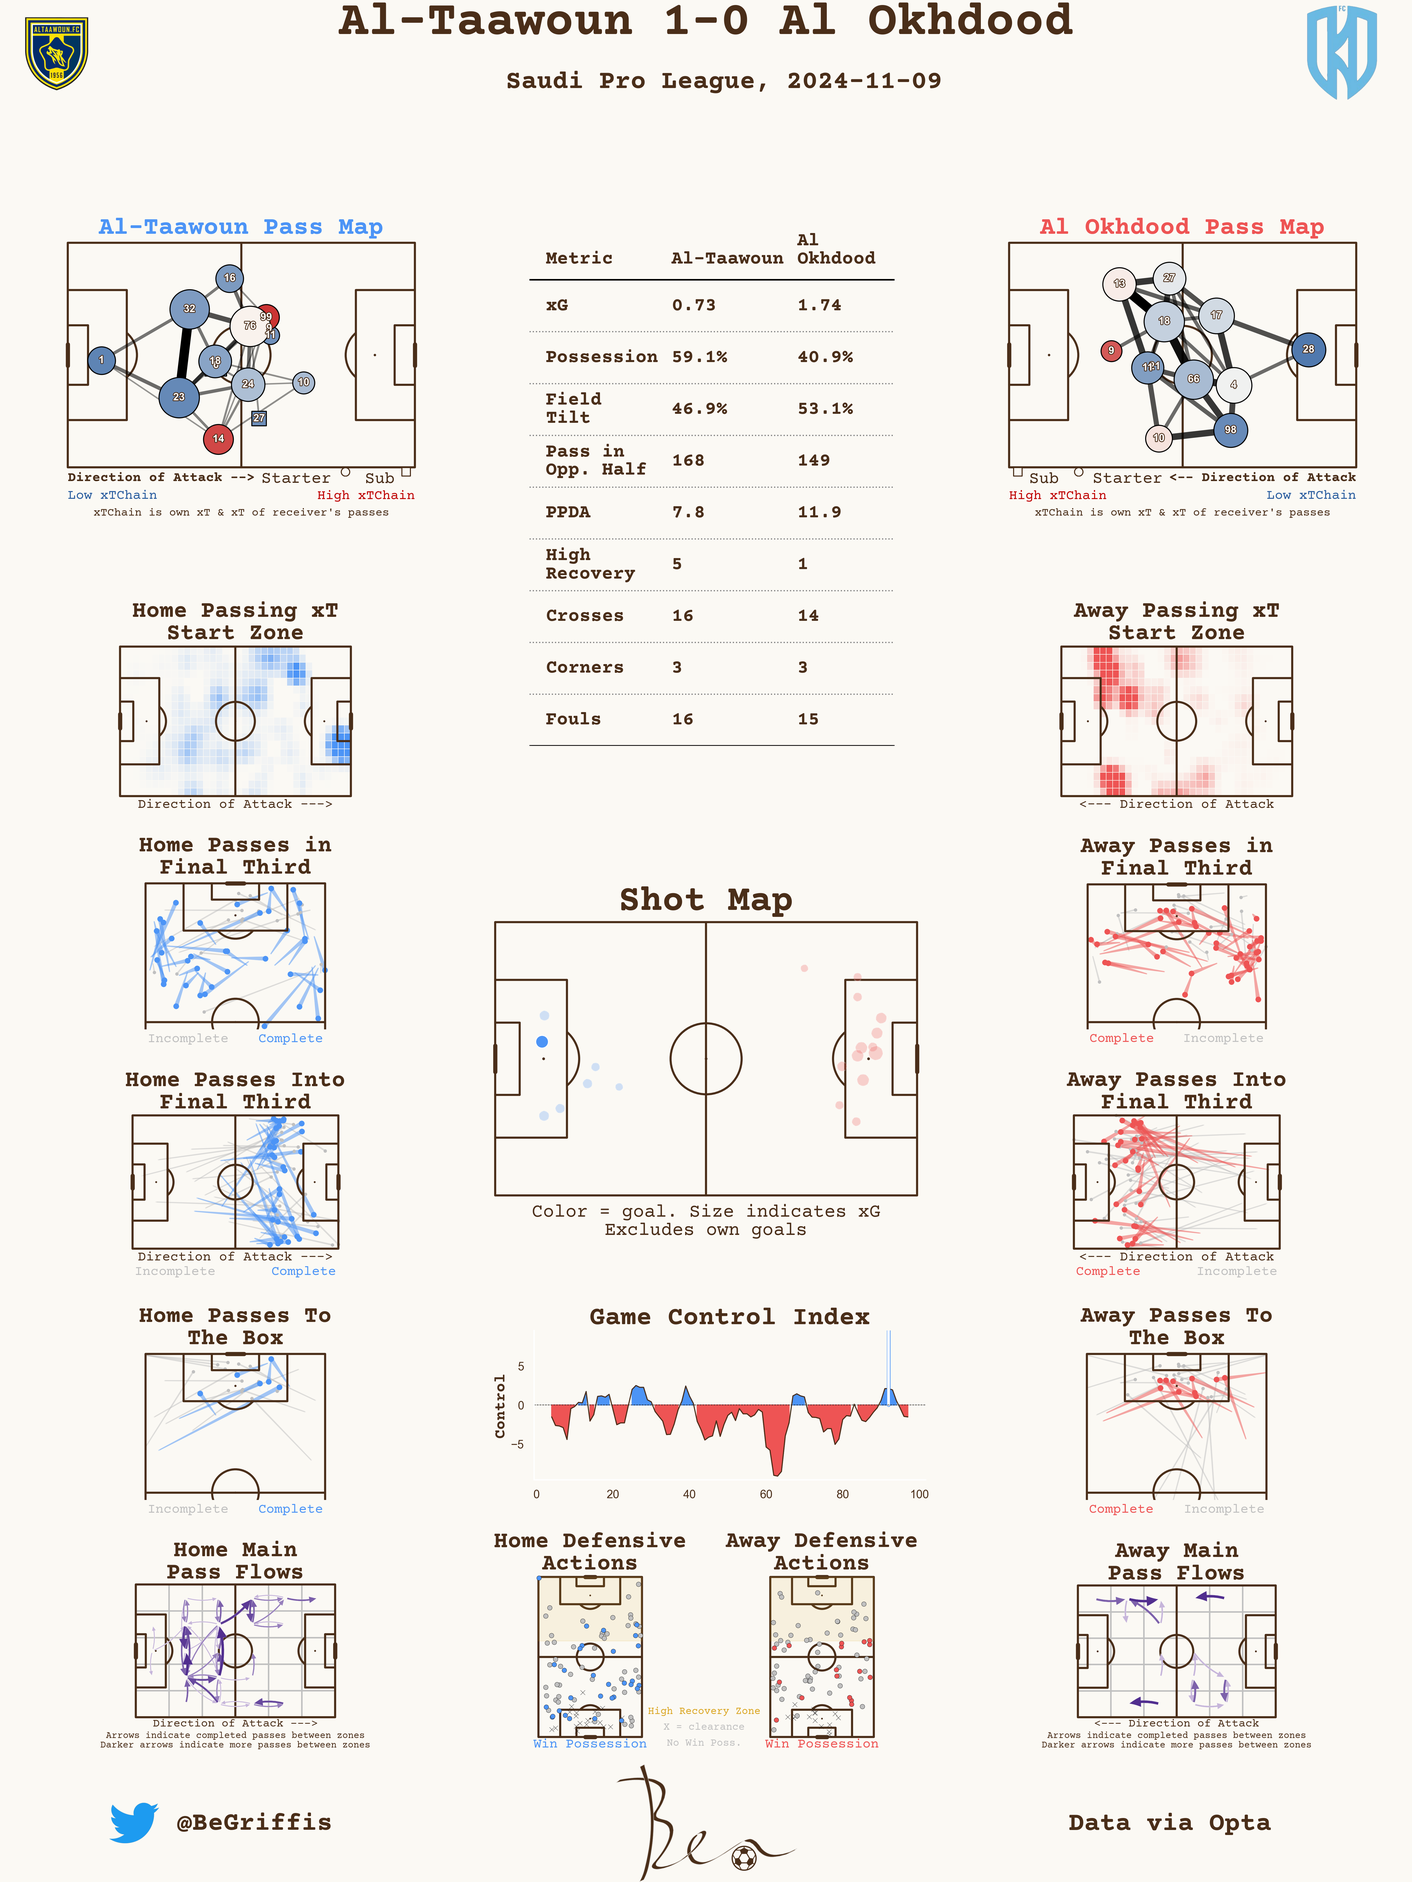 Al-Taawoun 1-0 Al Okhdood
Saudi Pro League, 2024-11-09
ALTAAWOUN.FC
1956
FC
Al-Taawoun Pass Map
16
32
99
9
76
11
1
18
24
10
23
27
14
Direction of Attack --> Starter Sub
Low xTChain High xTChain
xTChain is own xT & xT of receiver's passes
Metric Al-Taawoun Al Okhdood
xG 0.73 1.74
Possession 59.1% 40.9%
Field Tilt 46.9% 53.1%
Pass in Opp. Half 168 149
PPDA 7.8 11.9
High Recovery 5 1
Crosses 16 14
Corners 3 3
Fouls 16 15
Al Okhdood Pass Map
13
27
18
17
9
28
11
66
4
98
10
Sub Starter <-- Direction of Attack
High xTChain Low xTChain
xTChain is own xT & xT of receiver's passes
Home Passing xT
Start Zone
Direction of Attack --->
Away Passing xT
Start Zone
<--- Direction of Attack
Home Passes in
Final Third
Incomplete Complete
Away Passes in
Final Third
Complete Incomplete
Shot Map
Color = goal. Size indicates xG
Excludes own goals
Home Passes Into
Final Third
Direction of Attack --->
Incomplete Complete
Away Passes Into
Final Third
<--- Direction of Attack
Complete Incomplete
Home Passes To
The Box
Incomplete Complete
Game Control Index
Control
5
0
−5
0 20 40 60 80 100
Away Passes To
The Box
Complete Incomplete
Home Main
Pass Flows
Direction of Attack --->
Arrows indicate completed passes between zones
Darker arrows indicate more passes between zones
Home Defensive
Actions
Win Possession
High Recovery Zone
X = clearance
No Win Poss.
Away Defensive
Actions
Win Possession
Away Main
Pass Flows
<--- Direction of Attack
Arrows indicate completed passes between zones
Darker arrows indicate more passes between zones
@BeGriffis
Ben
Data via Opta